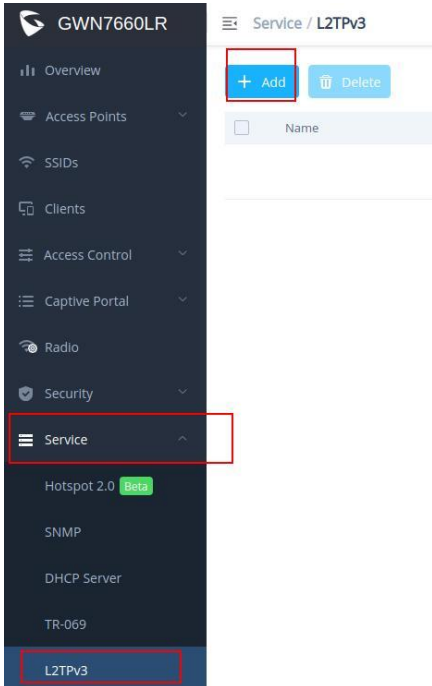 GWN7660LR
Service / L2TPv3
Overview
+ Add
Delete
Access Points
Name
SSIDs
Clients
Access Control
Captive Portal
Radio
Security
Service
Hotspot 2.0 Beta
SNMP
DHCP Server
TR-069
L2TPv3